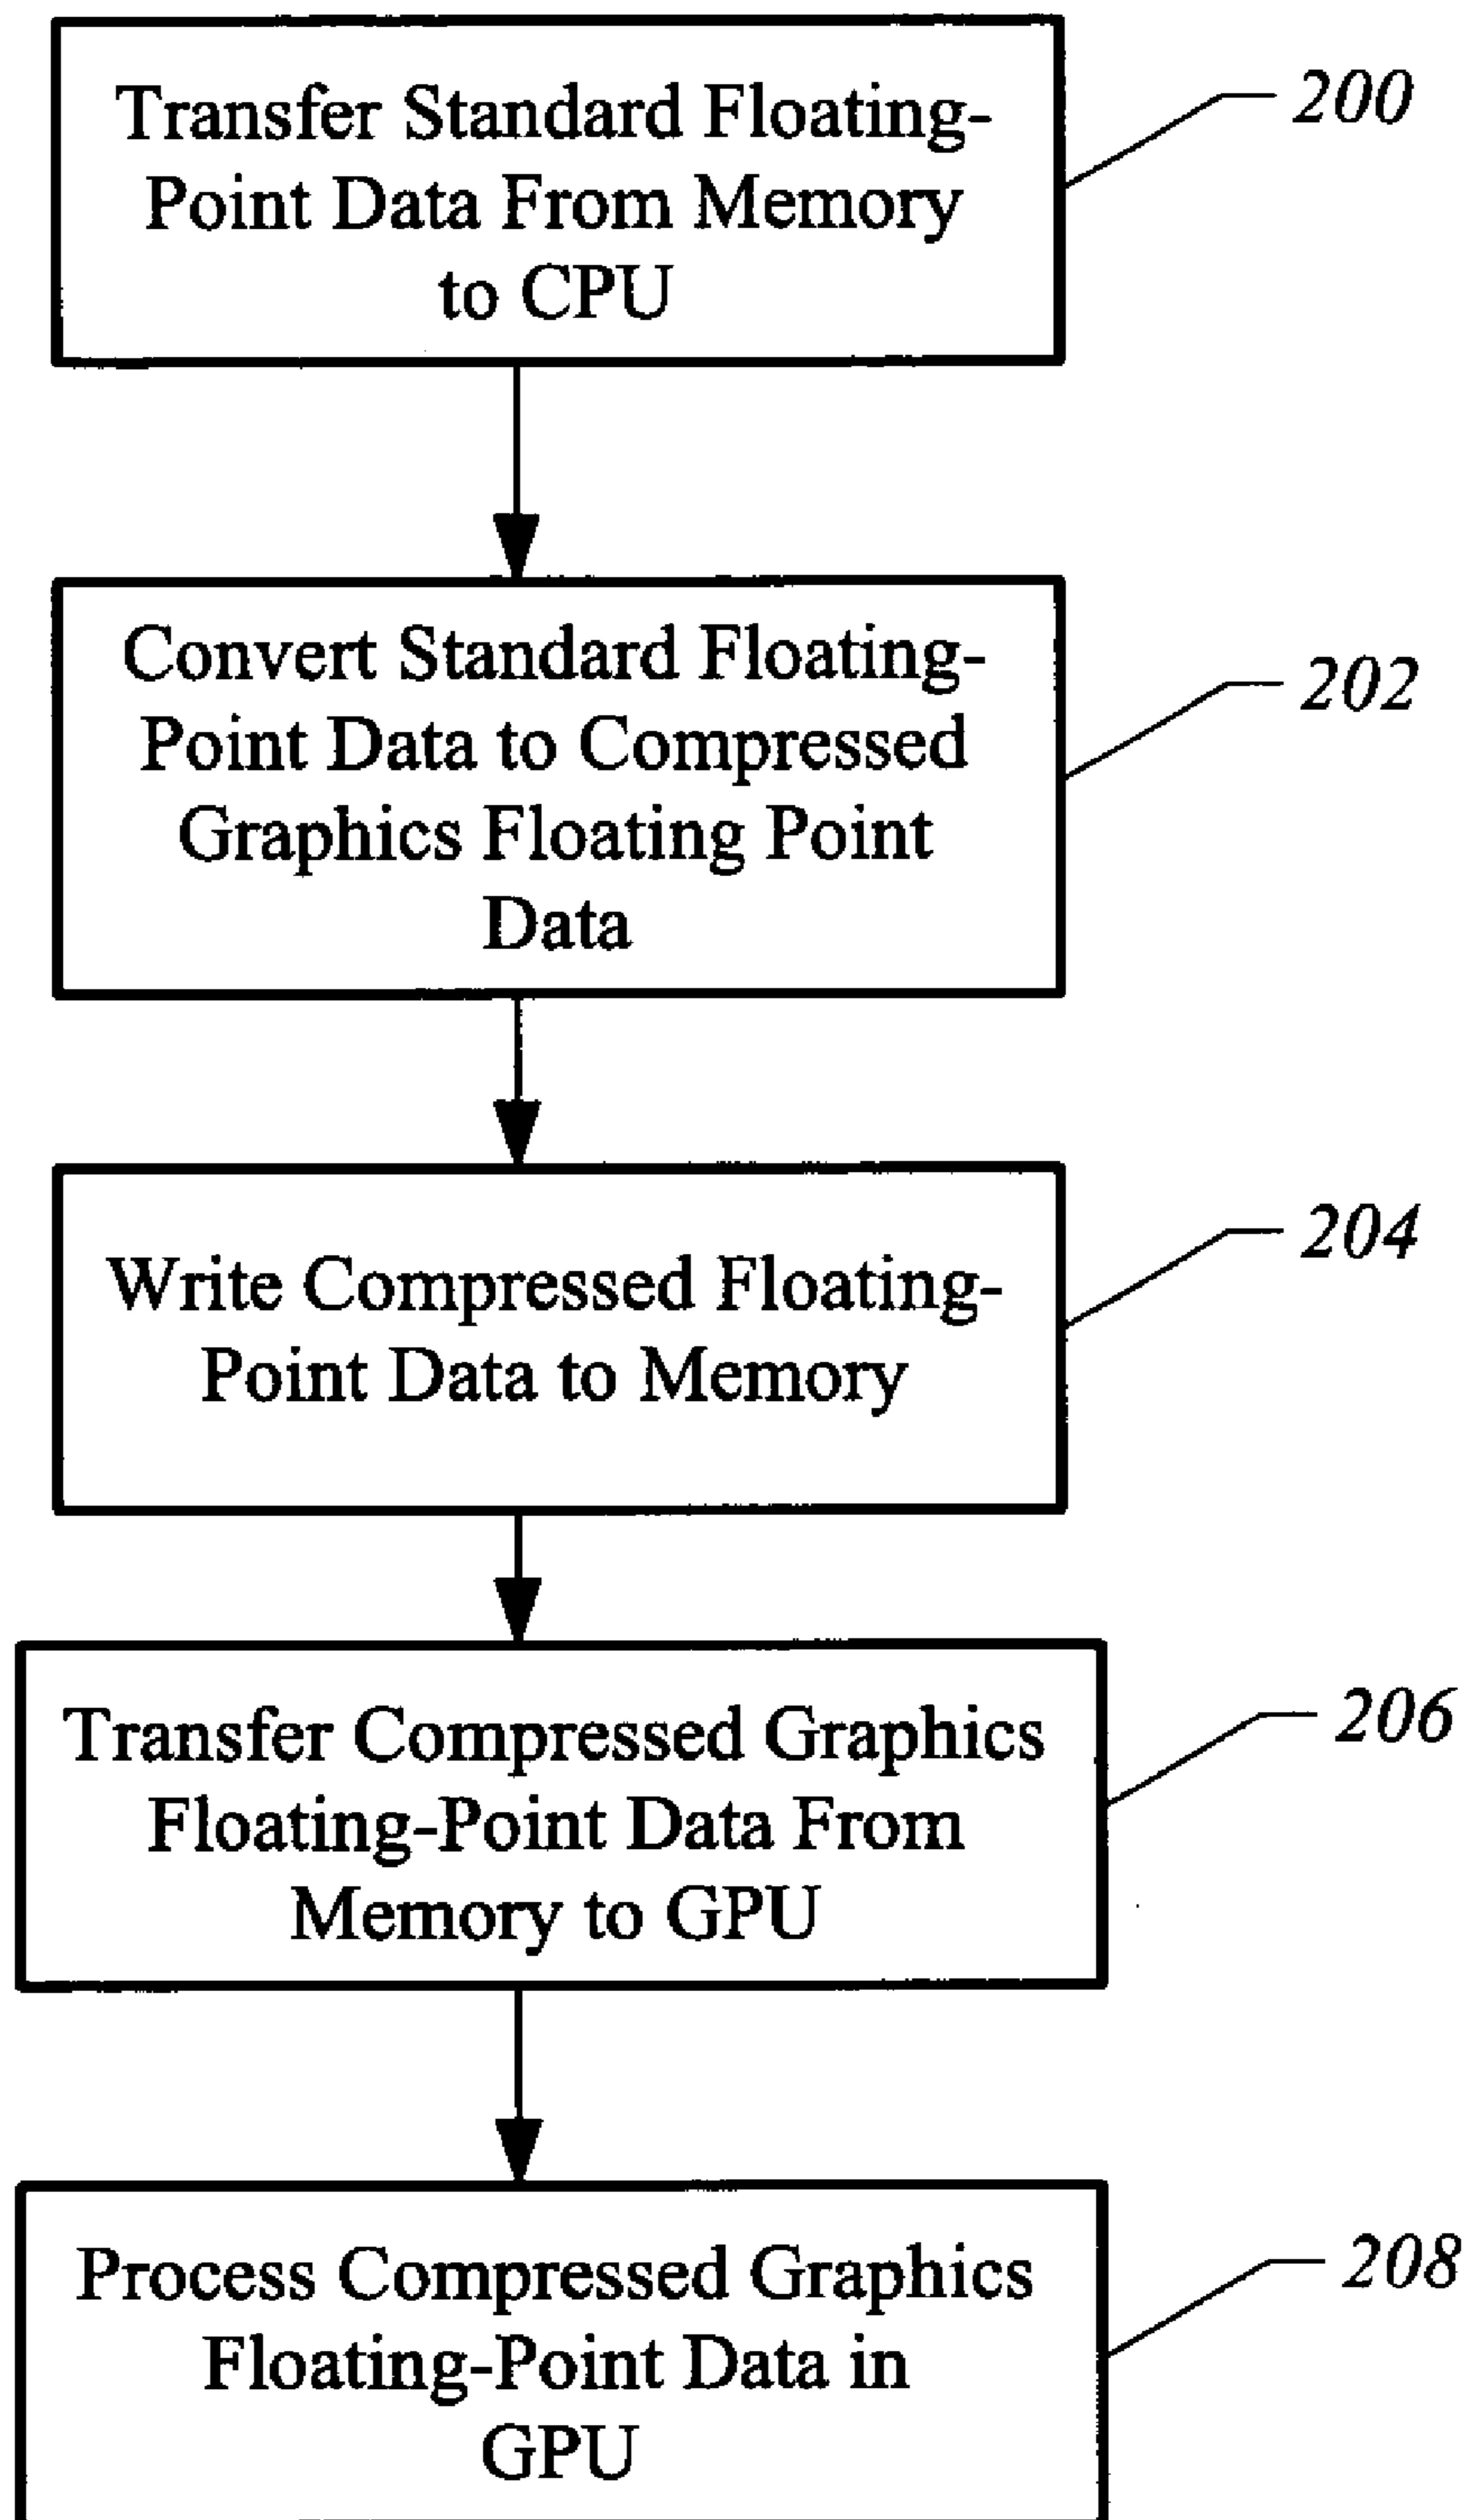 Transfer Standard Floating-
Point Data From Memory
to CPU
200
Convert Standard Floating-
Point Data to Compressed
Graphics Floating Point
Data
202
Write Compressed Floating-
Point Data to Memory
204
Transfer Compressed Graphics
Floating-Point Data From
Memory to GPU
206
Process Compressed Graphics
Floating-Point Data in
GPU
208